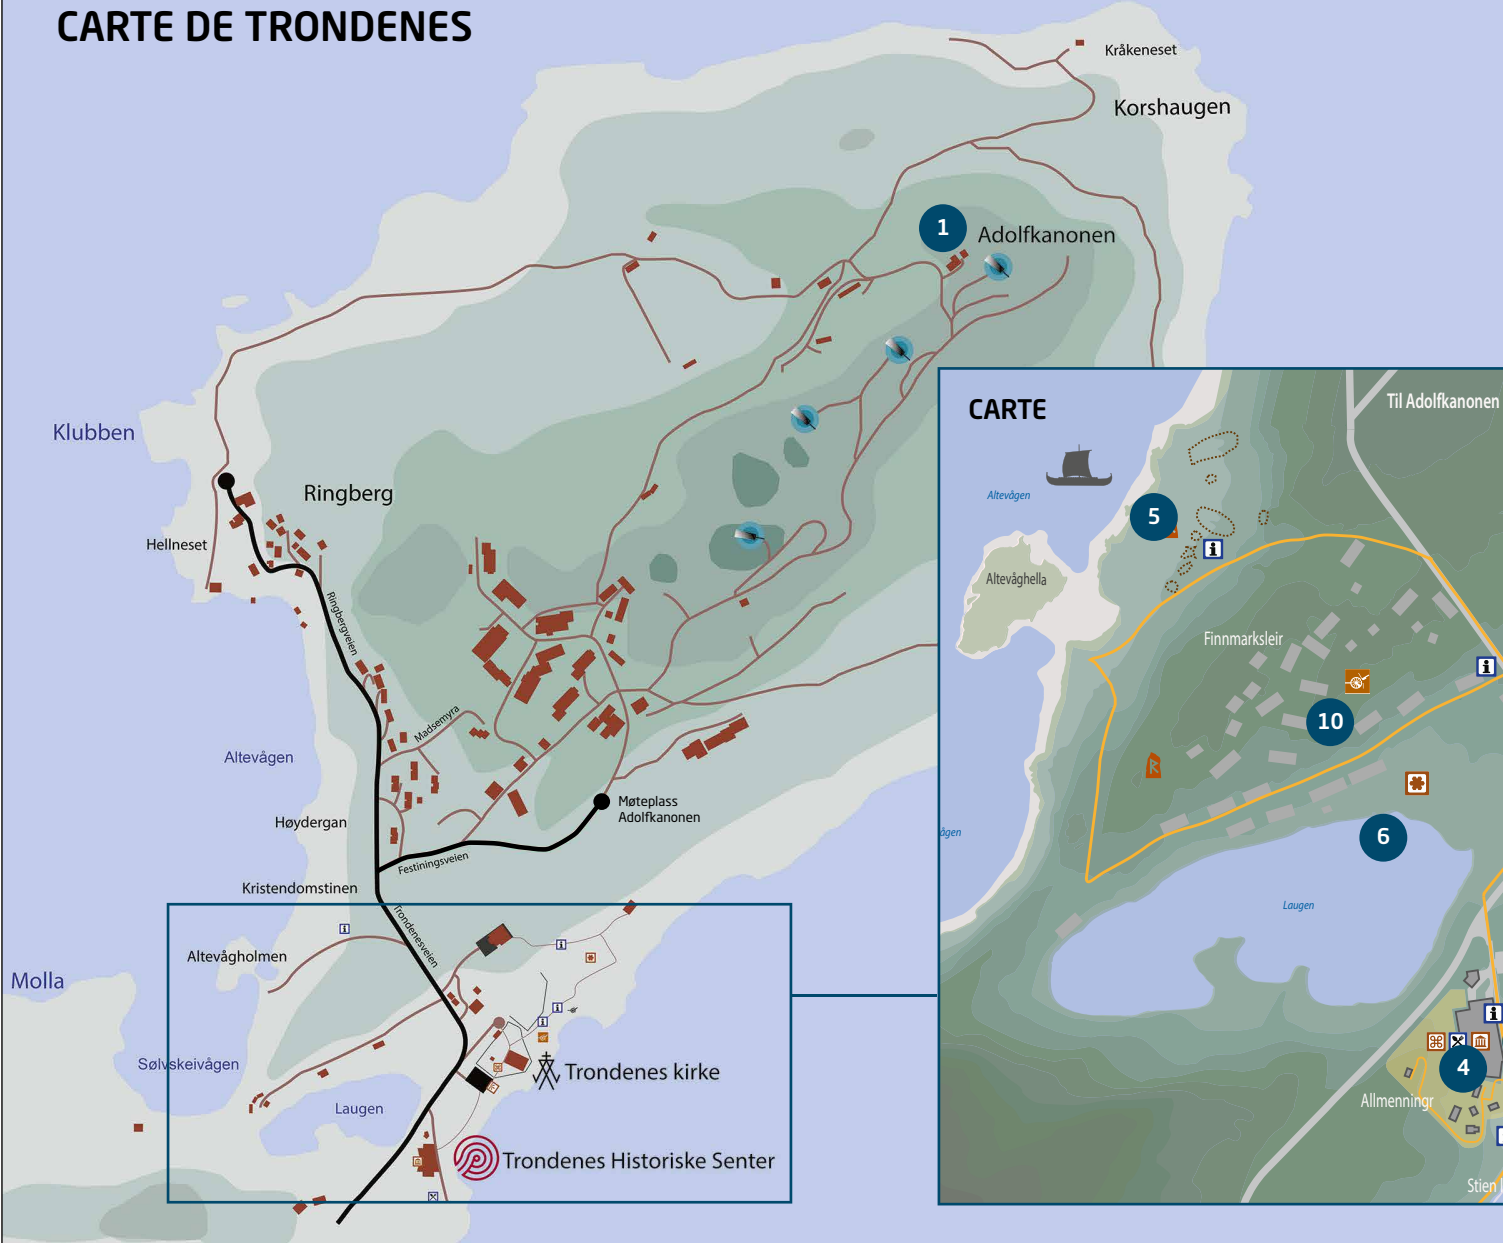 CARTE DE TRONDENES
Kråkeneset
Korshaugen
1
Adolfkanonen
CARTE
Til Adolfkanonen
Klubben
Ringberg
Altevågen
5
Hellneset
Altevåghella
Ringbergveien
Finnmarksleir
Madsemyra
10
Altevågen
Møteplass
Adolfkanonen
Høydergan
ågen
6
Festiningsveien
Kristendomstinen
Laugen
Trondenesveien
Altevågholmen
Molla
Sølvskeivågen
Trondenes kirke
4
Laugen
Allmenningr
Trondenes Historiske Senter
Stien